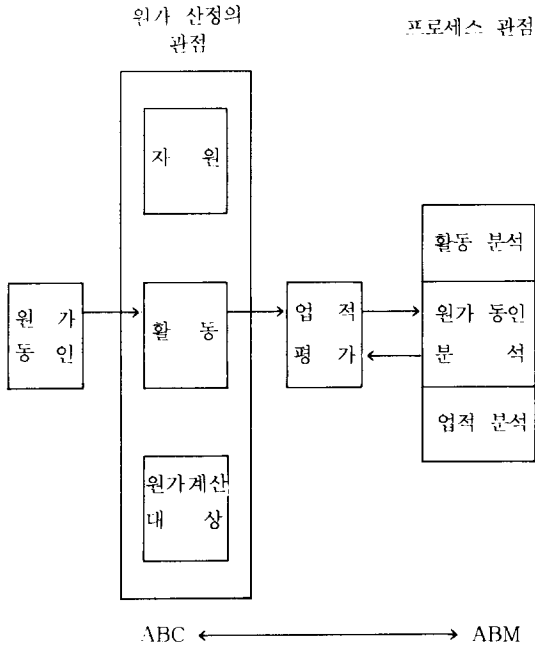 원가 산정의
관점
프로세스 관점
자 원
원 가
동 인
활 동
업 적
평 가
활동 분석
원가 동인
분 석
업적 분석
원가계산
대 상
ABC
ABM